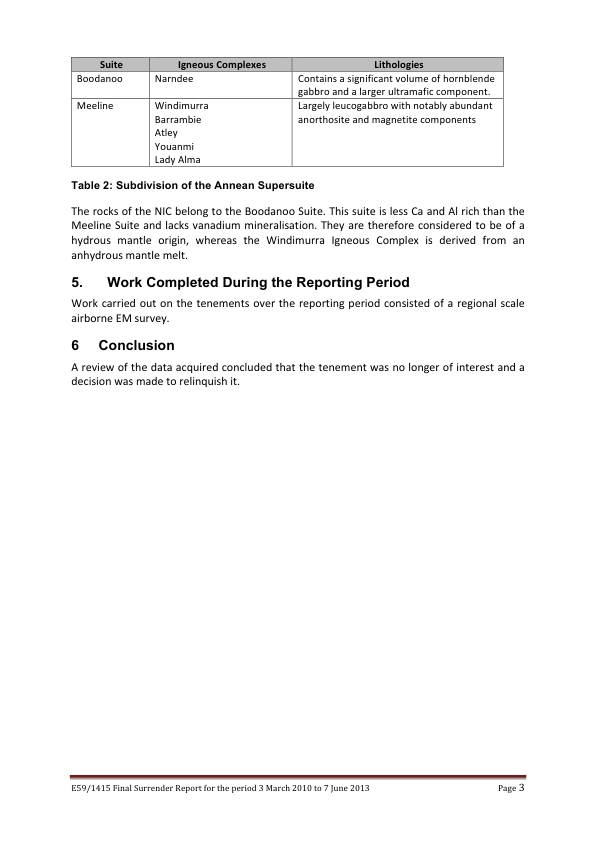 Suite Igneous Complexes Lithologies
Boodanoo Narndee Contains a significant volume of hornblende
gabbro and a larger ultramafic component.
Meeline Windimurra Largely leucogabbro with notably abundant
Barrambie anorthosite and magnetite components
Atley
Youanmi
Lady Alma
Table 2: Subdivision of the Annean Supersuite
The rocks of the NIC belong to the Boodanoo Suite. This suite is less Ca and Al rich than the
Meeline Suite and lacks vanadium mineralisation. They are therefore considered to be of a
hydrous mantle origin, whereas the Windimurra Igneous Complex is derived from an
anhydrous mantle melt.
5. Work Completed During the Reporting Period
Work carried out on the tenements over the reporting period consisted of a regional scale
airborne EM survey.
6 Conclusion
A review of the data acquired concluded that the tenement was no longer of interest and a
decision was made to relinquish it.
E59/1415 Final Surrender Report for the period 3 March 2010 to 7 June 2013 Page 3